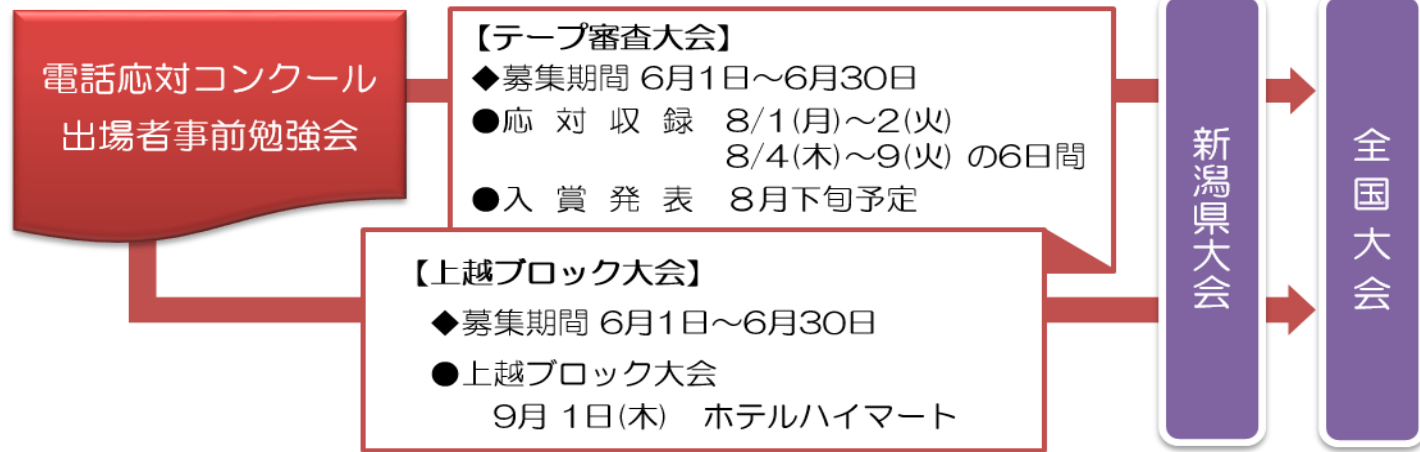 電話応対コンクール
出場者事前勉強会
【テープ審査大会】
◆募集期間 6月1日～6月30日
●応 対 収 録 8/1(月)～2(火)
8/4(木)～9(火) の6日間
●入 賞 発 表 8月下旬予定
【上越ブロック大会】
◆募集期間 6月1日～6月30日
●上越ブロック大会
9月 1日(木) ホテルハイマート
新潟県大会
全国大会